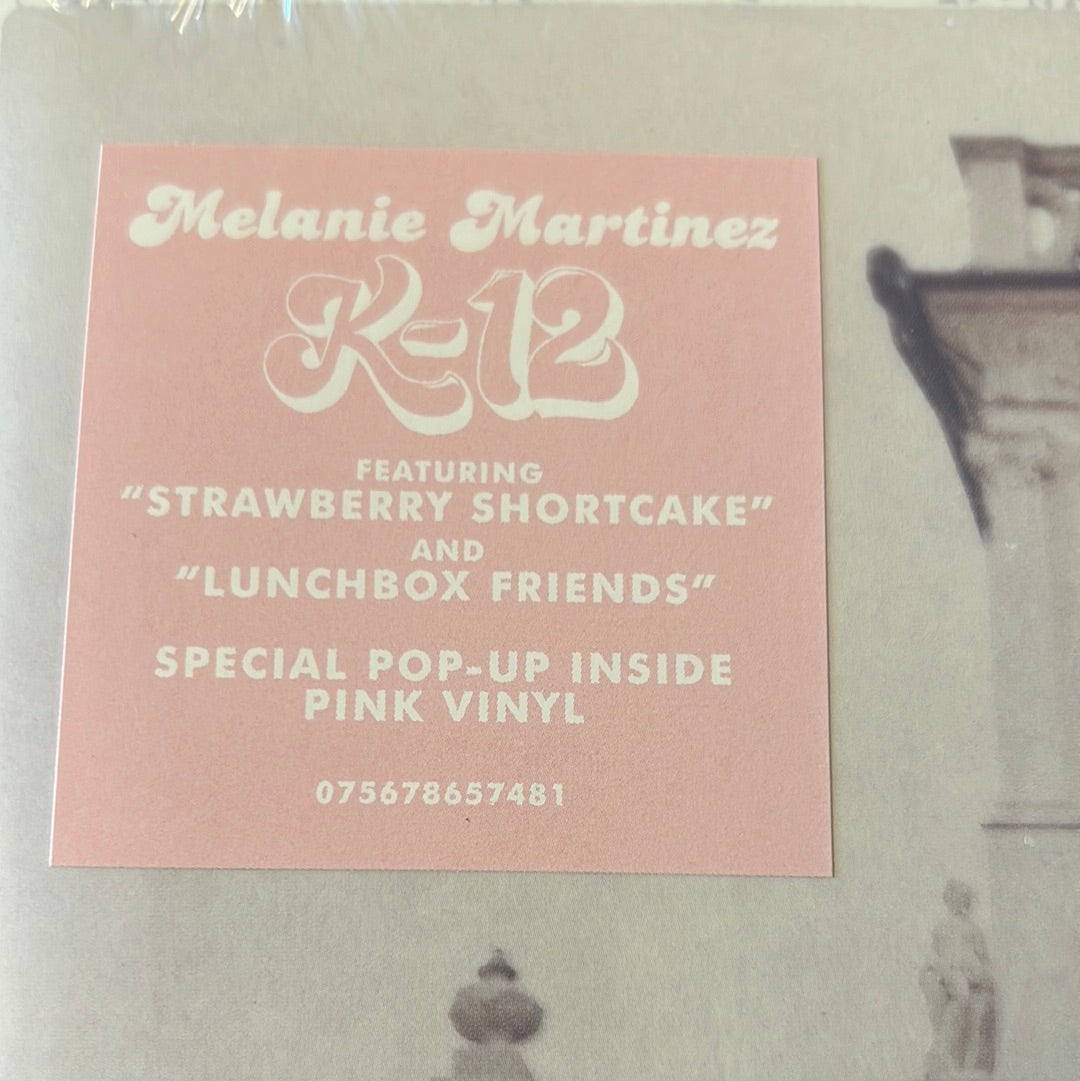 Melanie Martinez
K-12
FEATURING
"STRAWBERRY SHORTCAKE"
AND
"LUNCHBOX FRIENDS"
SPECIAL POP-UP INSIDE
PINK VINYL
075678657481